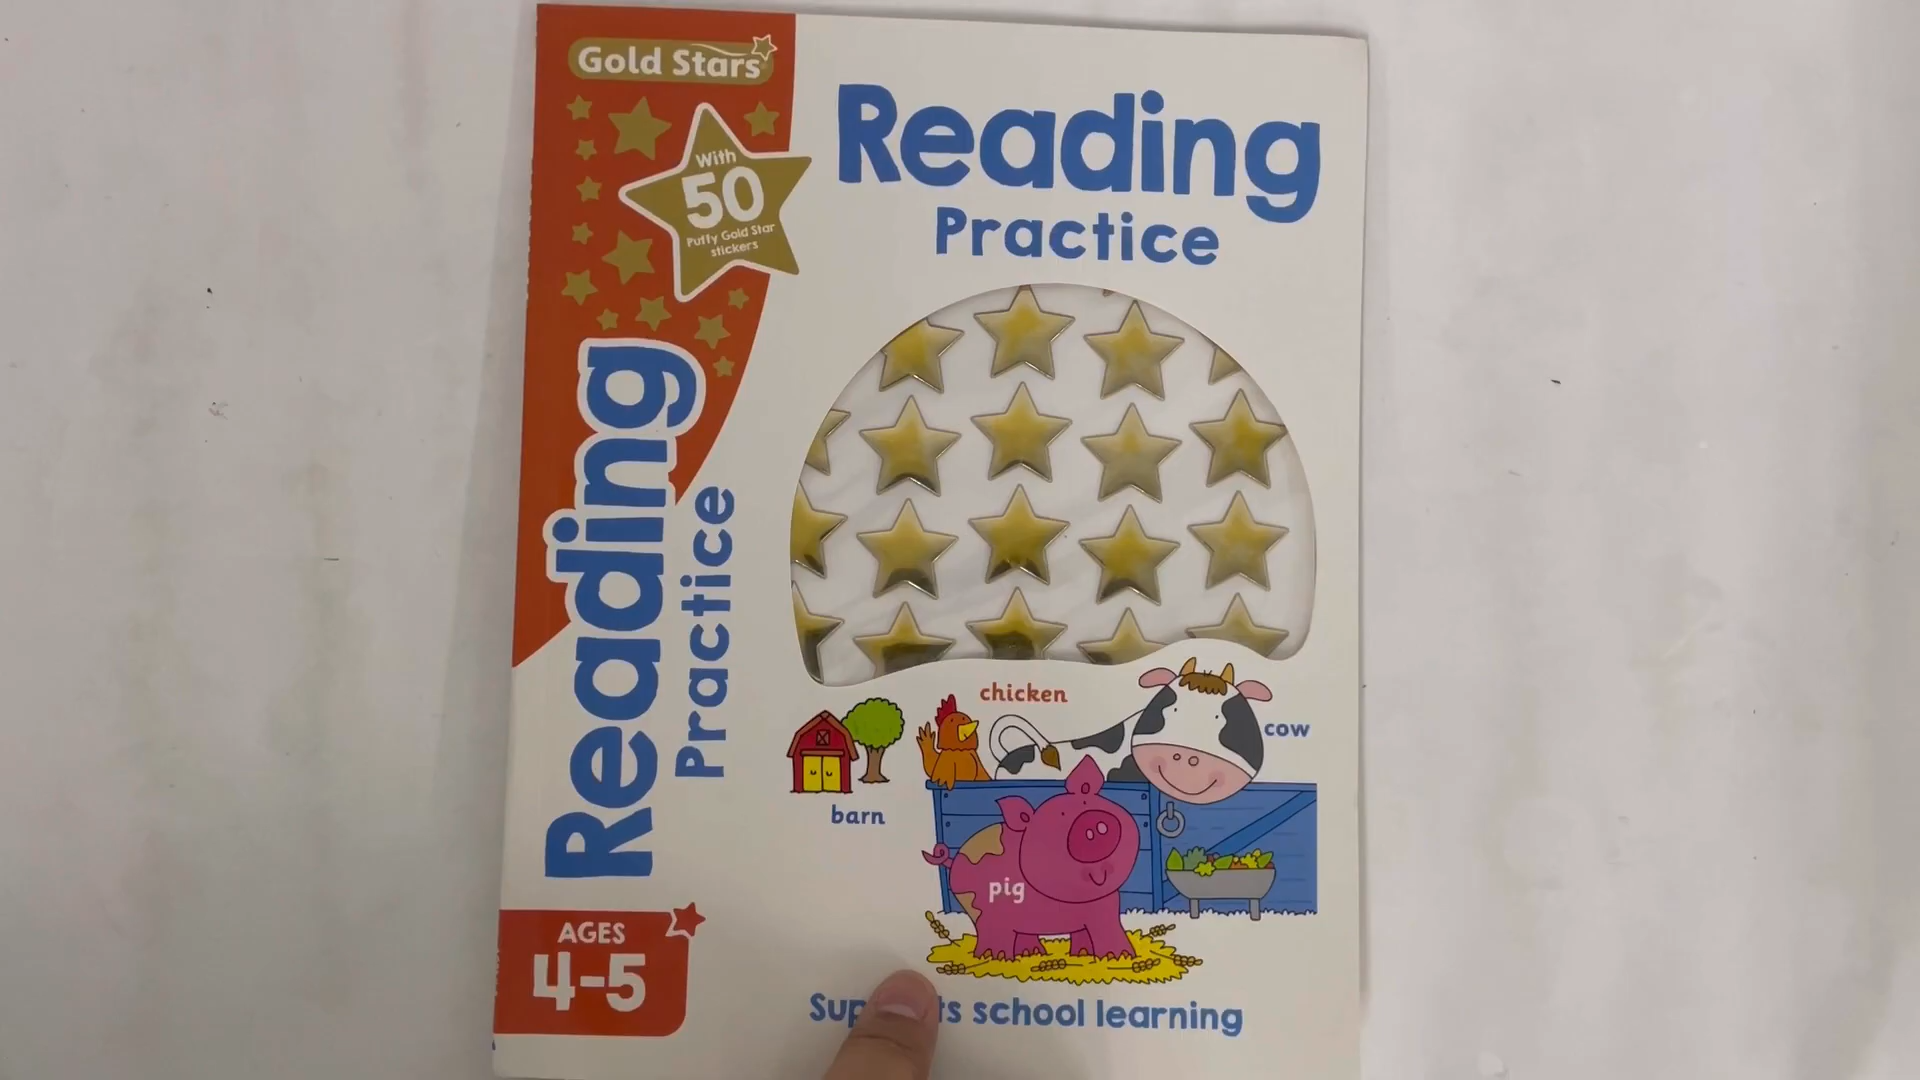 Gold Stars
With
50
Puffy Gold Star
stickers
Reading
Practice
Reading
Practice
chicken
cow
barn
pig
AGES
4-5
school learning